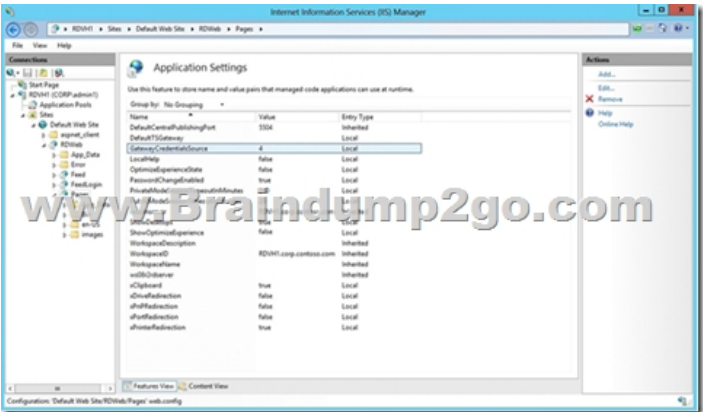 Internet Information Services (IIS) Manager
RDVH1 Sites Default Web Site RDWeb Pages
File View Help
Connections
Start Page
RDVH1 (CORP\admin1)
Application Pools
Sites
Default Web Site
aspnet_client
RDWeb
App_Data
Error
Feed
FeedLogin
Pages
en-US
images
Application Settings
Use this feature to store name and value pairs that managed code applications can use at runtime.
Group by: No Grouping
Name Value Entry Type
DefaultCentralPublishingPort 5504 Inherited
DefaultTSGateway Local
GatewayCredentialsSource 4 Local
LocalHelp false Local
OptimizeExperienceState false Local
PasswordChangeEnabled true Local
www.Braindump2go.com
ShowOptimizeExperience false Local
WorkspaceDescription Inherited
WorkspaceID RDVH1.corp.contoso.com Inherited
WorkspaceName Inherited
ws08r2rdserver Inherited
xClipboard true Local
xDriveRedirection false Local
xPnPRedirection false Local
xPortRedirection false Local
xPrinterRedirection true Local
Features View Content View
Actions
Add...
Edit...
Remove
Help
Online Help
Configuration: 'Default Web Site/RDWeb/Pages' web.config